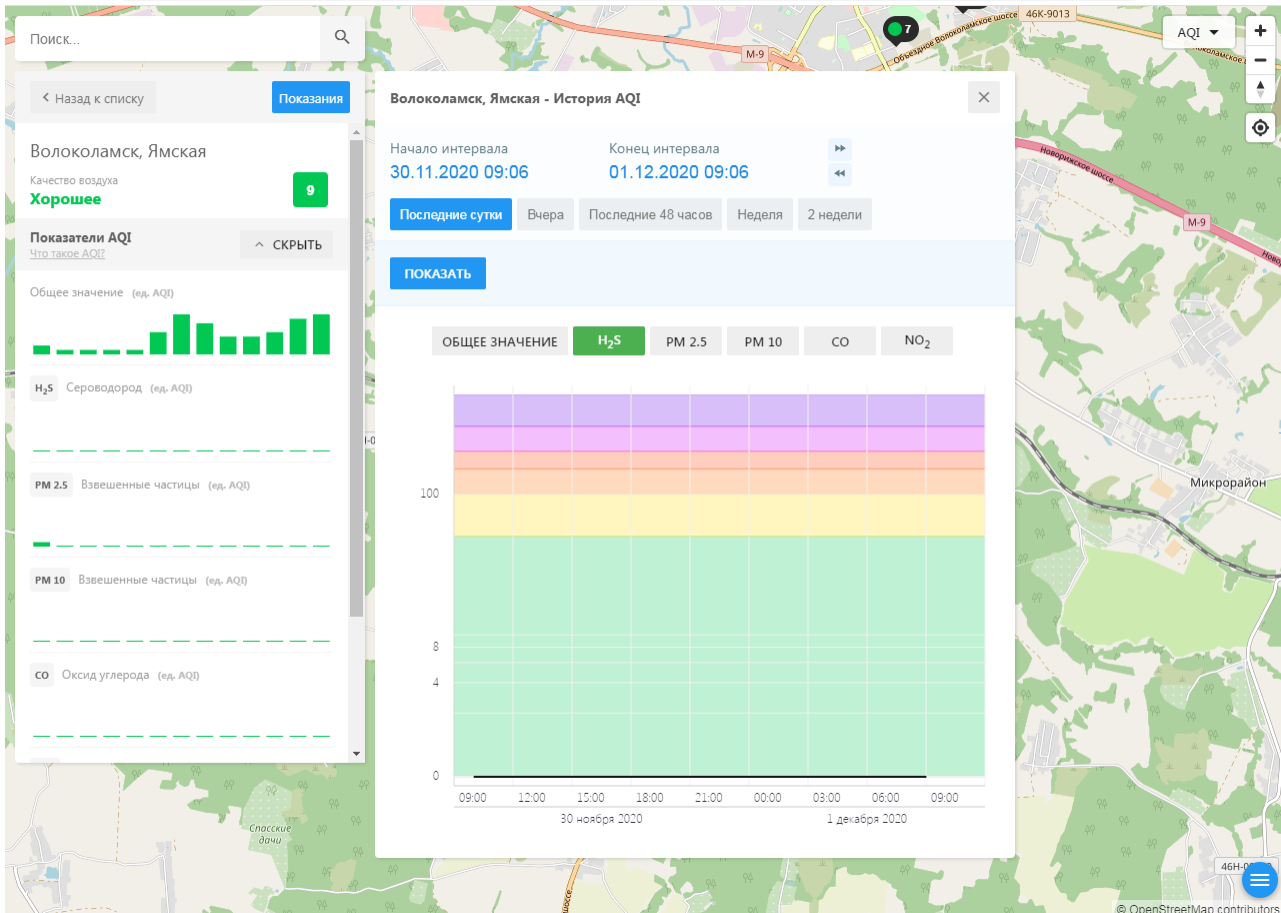 Поиск...
Назад к списку
Показания
Волоколамск, Ямская
Качество воздуха
Хорошее
9
Показатели AQI
Что такое AQI?
СКРЫТЬ
Общее значение (ед. AQI)
H2S Сероводород (ед. AQI)
PM 2.5 Взвешенные частицы (ед. AQI)
PM 10 Взвешенные частицы (ед. AQI)
CO Оксид углерода (ед. AQI)
Волоколамск, Ямская - История AQI
Начало интервала
30.11.2020 09:06
Конец интервала
01.12.2020 09:06
Последние сутки
Вчера
Последние 48 часов
Неделя
2 недели
ПОКАЗАТЬ
ОБЩЕЕ ЗНАЧЕНИЕ
H2S
PM 2.5
PM 10
CO
NO2
100
8
4
0
09:00 12:00 15:00 18:00 21:00 00:00 03:00 06:00 09:00
30 ноября 2020 1 декабря 2020
7
M-9
46К-9013
Объездное Волоколамское шоссе
AQI
Новорижское шоссе
M-9
Микрорайон
Спасские
дачи
шоссе
© OpenStreetMap contributors